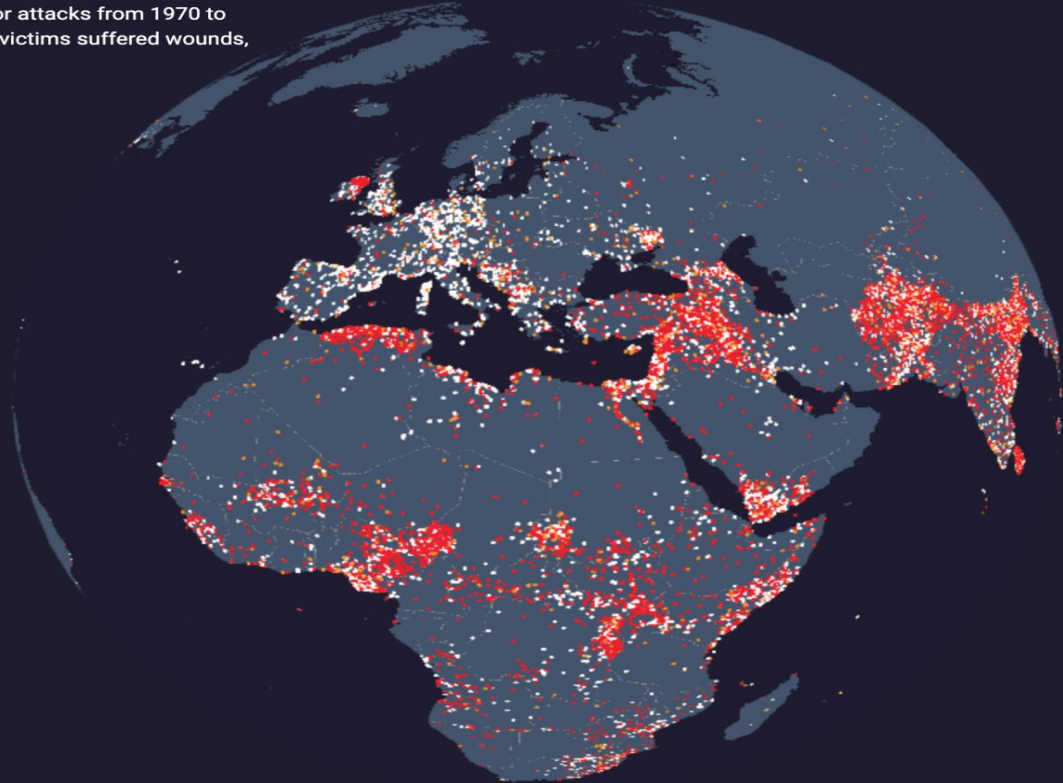 or attacks from 1970 to
victims suffered wounds,